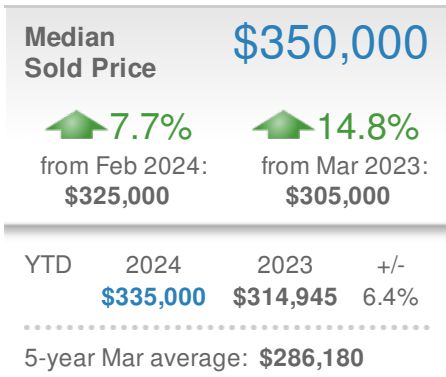 Median
Sold Price
$350,000
7.7%
from Feb 2024:
$325,000
14.8%
from Mar 2023:
$305,000
YTD 2024 2023 +/-
$335,000 $314,945 6.4%
5-year Mar average: $286,180